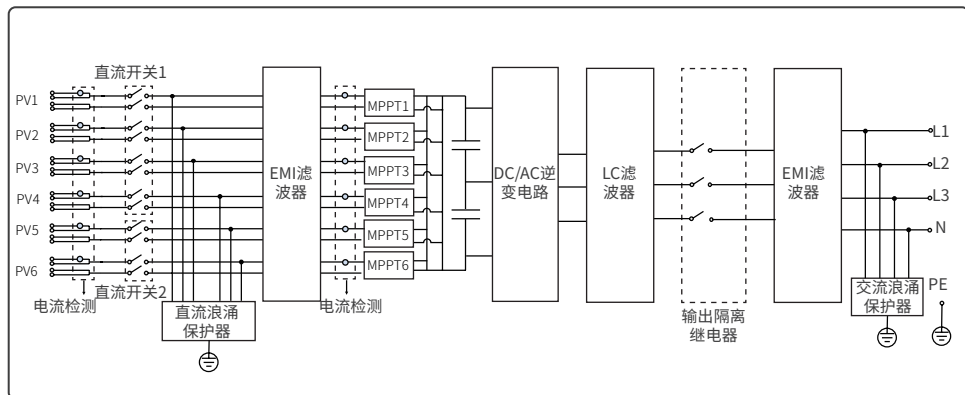 直流开关1
PV1
PV2
PV3
PV4
PV5
PV6
电流检测
直流开关2
直流浪涌
保护器
EMI滤
波器
电流检测
MPPT1
MPPT2
MPPT3
MPPT4
MPPT5
MPPT6
DC/AC逆
变电路
LC滤
波器
输出隔离
继电器
EMI滤
波器
L1
L2
L3
N
交流浪涌
保护器
PE